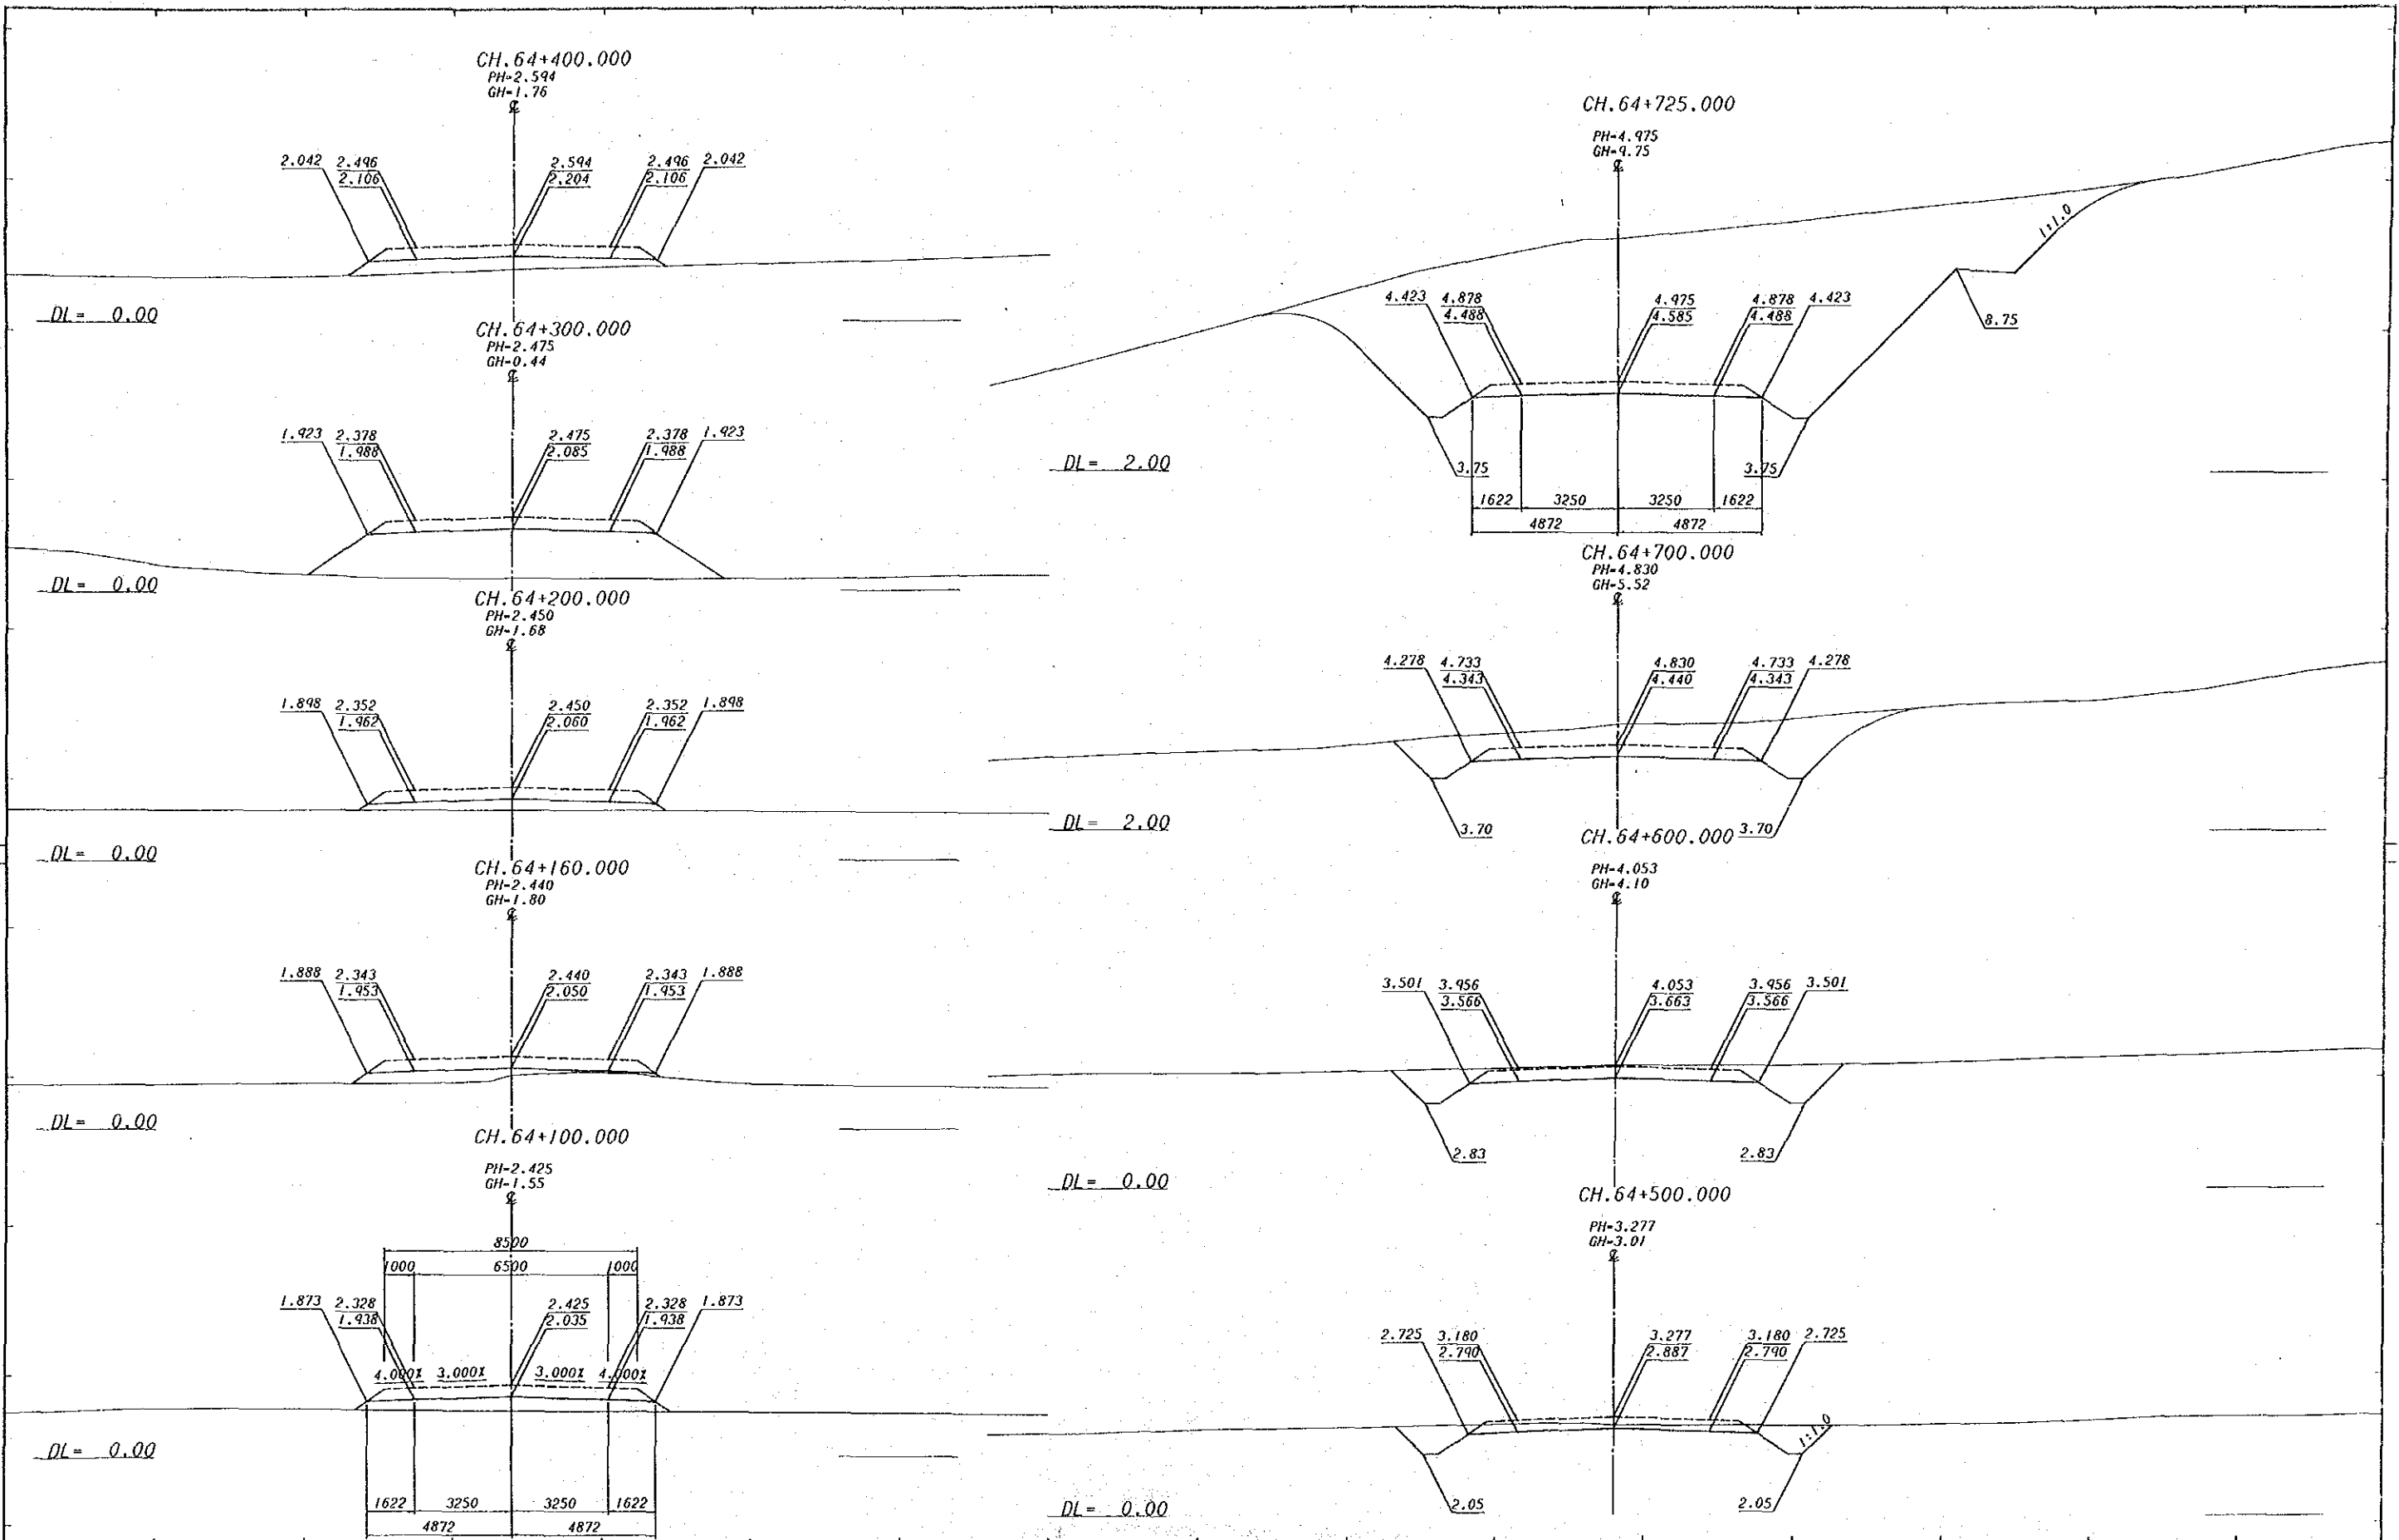 CH.64+400.000
PH=2.594
GH=1.76
2.042 2.496 2.594 2.496 2.042
2.106 2.204 2.106
DL= 0.00
CH.64+300.000
PH=2.475
GH=0.44
1.923 2.378 2.475 2.378 1.923
1.988 2.085 1.988
DL= 0.00
CH.64+200.000
PH=2.450
GH=1.68
1.898 2.352 2.450 2.352 1.898
1.962 2.060 1.962
DL= 0.00
CH.64+160.000
PH=2.440
GH=1.80
1.888 2.343 2.440 2.343 1.888
1.953 2.050 1.953
DL= 0.00
CH.64+100.000
PH=2.425
GH=1.55
8500
1000 6500 1000
1.873 2.328 2.425 2.328 1.873
1.938 2.035 1.938
4.000% 3.000% 3.000% 4.000%
DL= 0.00
1622 3250 3250 1622
4872 4872
CH.64+725.000
PH=4.975
GH=9.75
1:1.0
4.423 4.878 4.975 4.878 4.423
4.488 4.585 4.488
8.75
DL= 2.00
3.75 3.75
1622 3250 3250 1622
4872 4872
CH.64+700.000
PH=4.830
GH=5.52
4.278 4.733 4.830 4.733 4.278
4.343 4.440 4.343
DL= 2.00
3.70 3.70
CH.64+600.000
PH=4.053
GH=4.10
3.501 3.956 4.053 3.956 3.501
3.566 3.663 3.566
2.83 2.83
DL= 0.00
CH.64+500.000
PH=3.277
GH=3.01
2.725 3.180 3.277 3.180 2.725
2.790 2.887 2.790
1:1.0
DL= 0.00
2.05 2.05